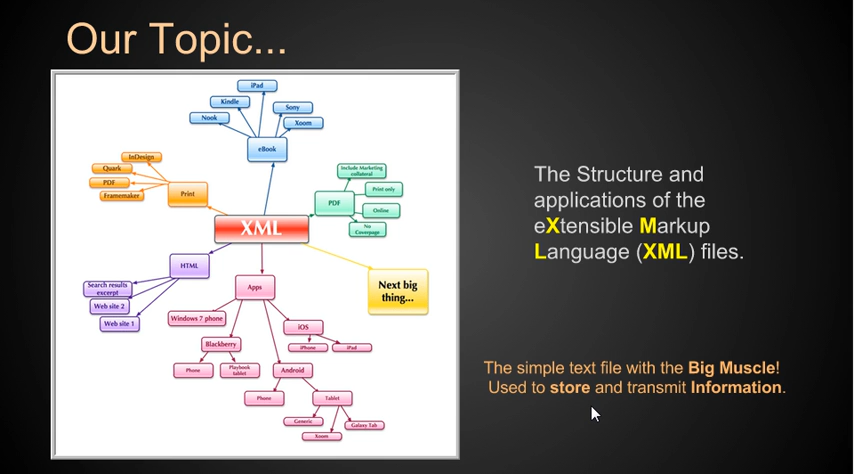 Our Topic...
iPad
Kindle
Sony
Nook
Xoom
eBook
InDesign
Quark
PDF
Framemaker
Print
Include Marketing
collateral
Print only
PDF
Online
No
Coverpage
XML
HTML
Search results
excerpt
Web site 2
Web site 1
Next big
thing...
Apps
Windows 7 phone
iOS
iPhone
iPad
Blackberry
Phone
Playbook
tablet
Android
Phone
Tablet
Generic
Galaxy Tab
Xoom
The Structure and
applications of the
eXtensible Markup
Language (XML) files.
The simple text file with the Big Muscle!
Used to store and transmit Information.